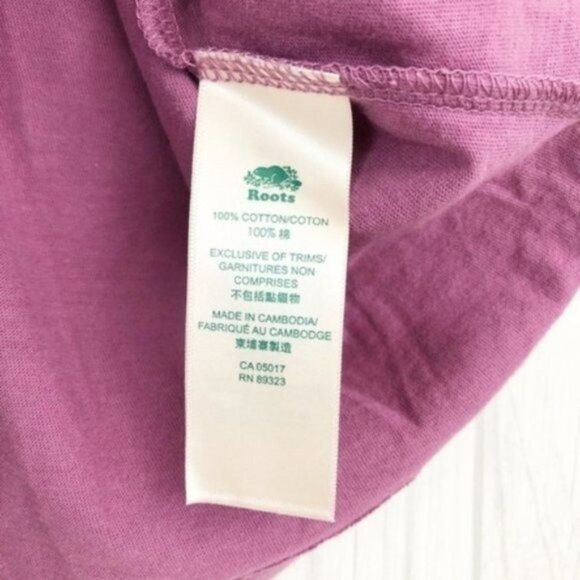 Roots
100% COTTON/COTON
100% 棉
EXCLUSIVE OF TRIMS/
GARNITURES NON
COMPRISES
不包括點綴物
MADE IN CAMBODIA/
FABRIQUÉ AU CAMBODGE
柬埔寨製造
CA 05017
RN 89323